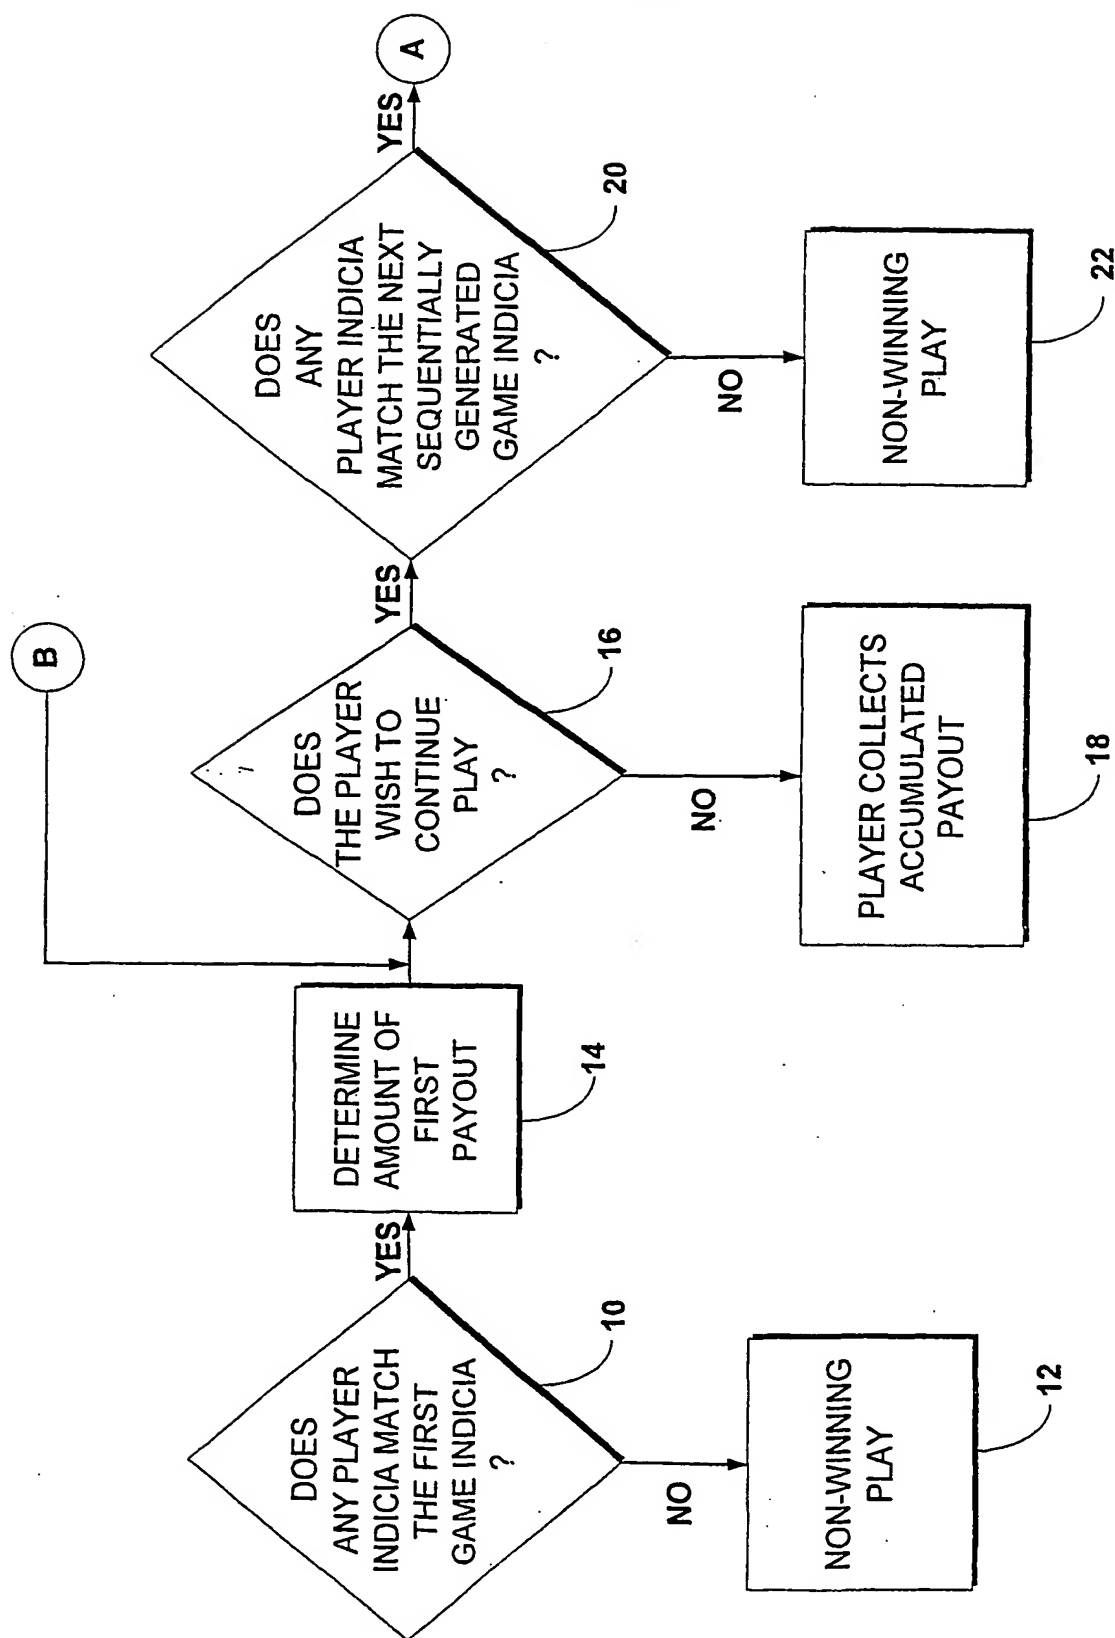 DOES
ANY PLAYER
INDICIA MATCH
THE FIRST
GAME INDICIA
?
10
YES
NO
NON-WINNING
PLAY
12
DETERMINE
AMOUNT OF
FIRST
PAYOUT
14
B
DOES
THE PLAYER
WISH TO
CONTINUE
PLAY
?
16
YES
NO
PLAYER COLLECTS
ACCUMULATED
PAYOUT
18
DOES
ANY
PLAYER INDICIA
MATCH THE NEXT
SEQUENTIALLY
GENERATED
GAME INDICIA
?
20
YES
A
NO
NON-WINNING
PLAY
22